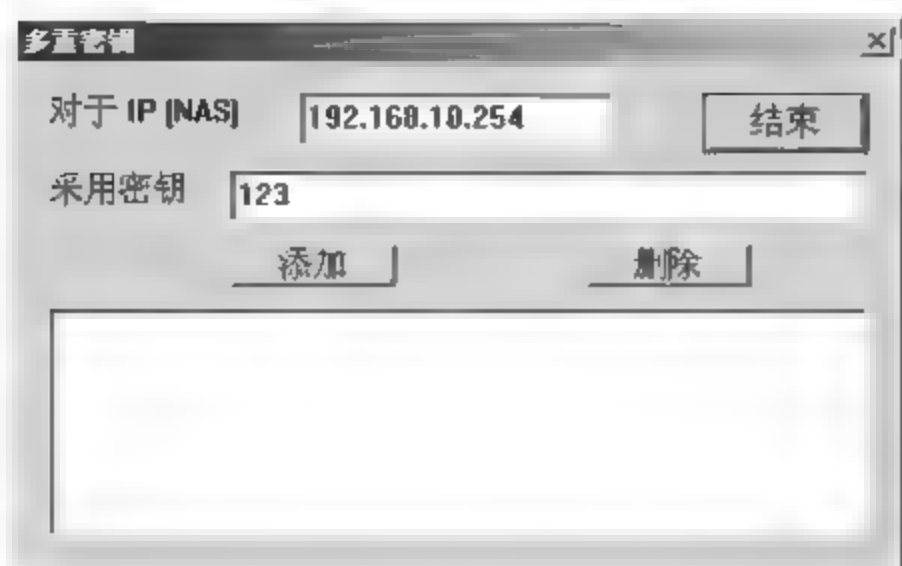 多重密钥
对于 IP (NAS) 192.168.10.254 结束
采用密钥 123
添加 删除